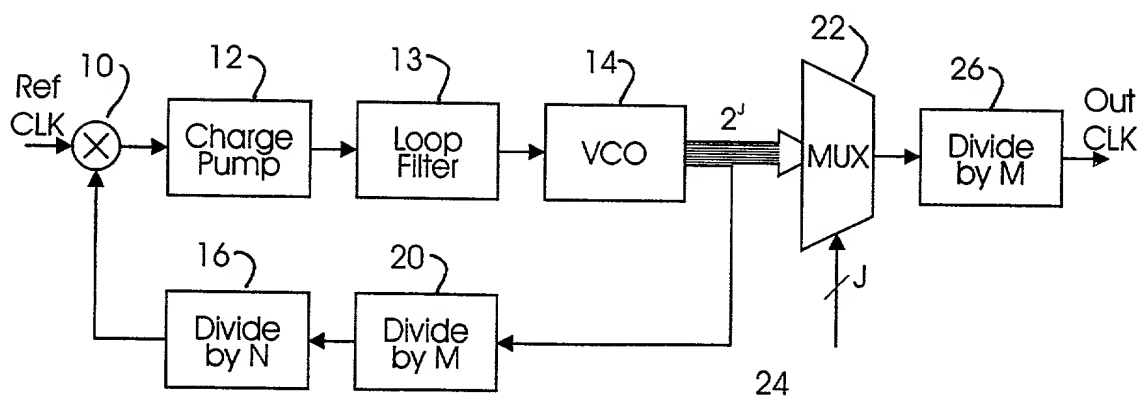 10
12
13
14
22
26
Ref
CLK
Charge
Pump
Loop
Filter
VCO
2^J
MUX
Divide
by M
Out
CLK
16
20
J
Divide
by N
Divide
by M
24